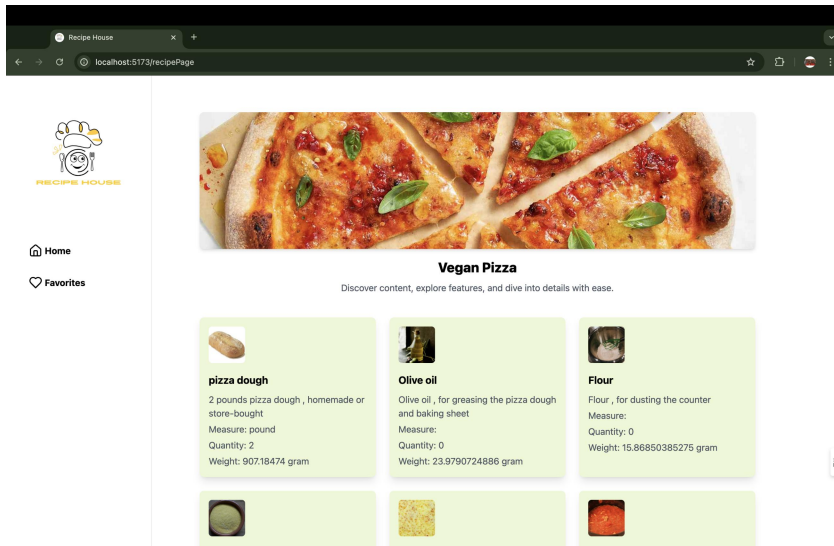 Recipe House
localhost:5173/recipePage
RECIPE HOUSE
Home
Favorites
Vegan Pizza
Discover content, explore features, and dive into details with ease.
pizza dough
2 pounds pizza dough , homemade or
store-bought
Measure: pound
Quantity: 2
Weight: 907.18474 gram
Olive oil
Olive oil , for greasing the pizza dough
and baking sheet
Measure:
Quantity: 0
Weight: 23.9790724886 gram
Flour
Flour , for dusting the counter
Measure:
Quantity: 0
Weight: 15.86850385275 gram